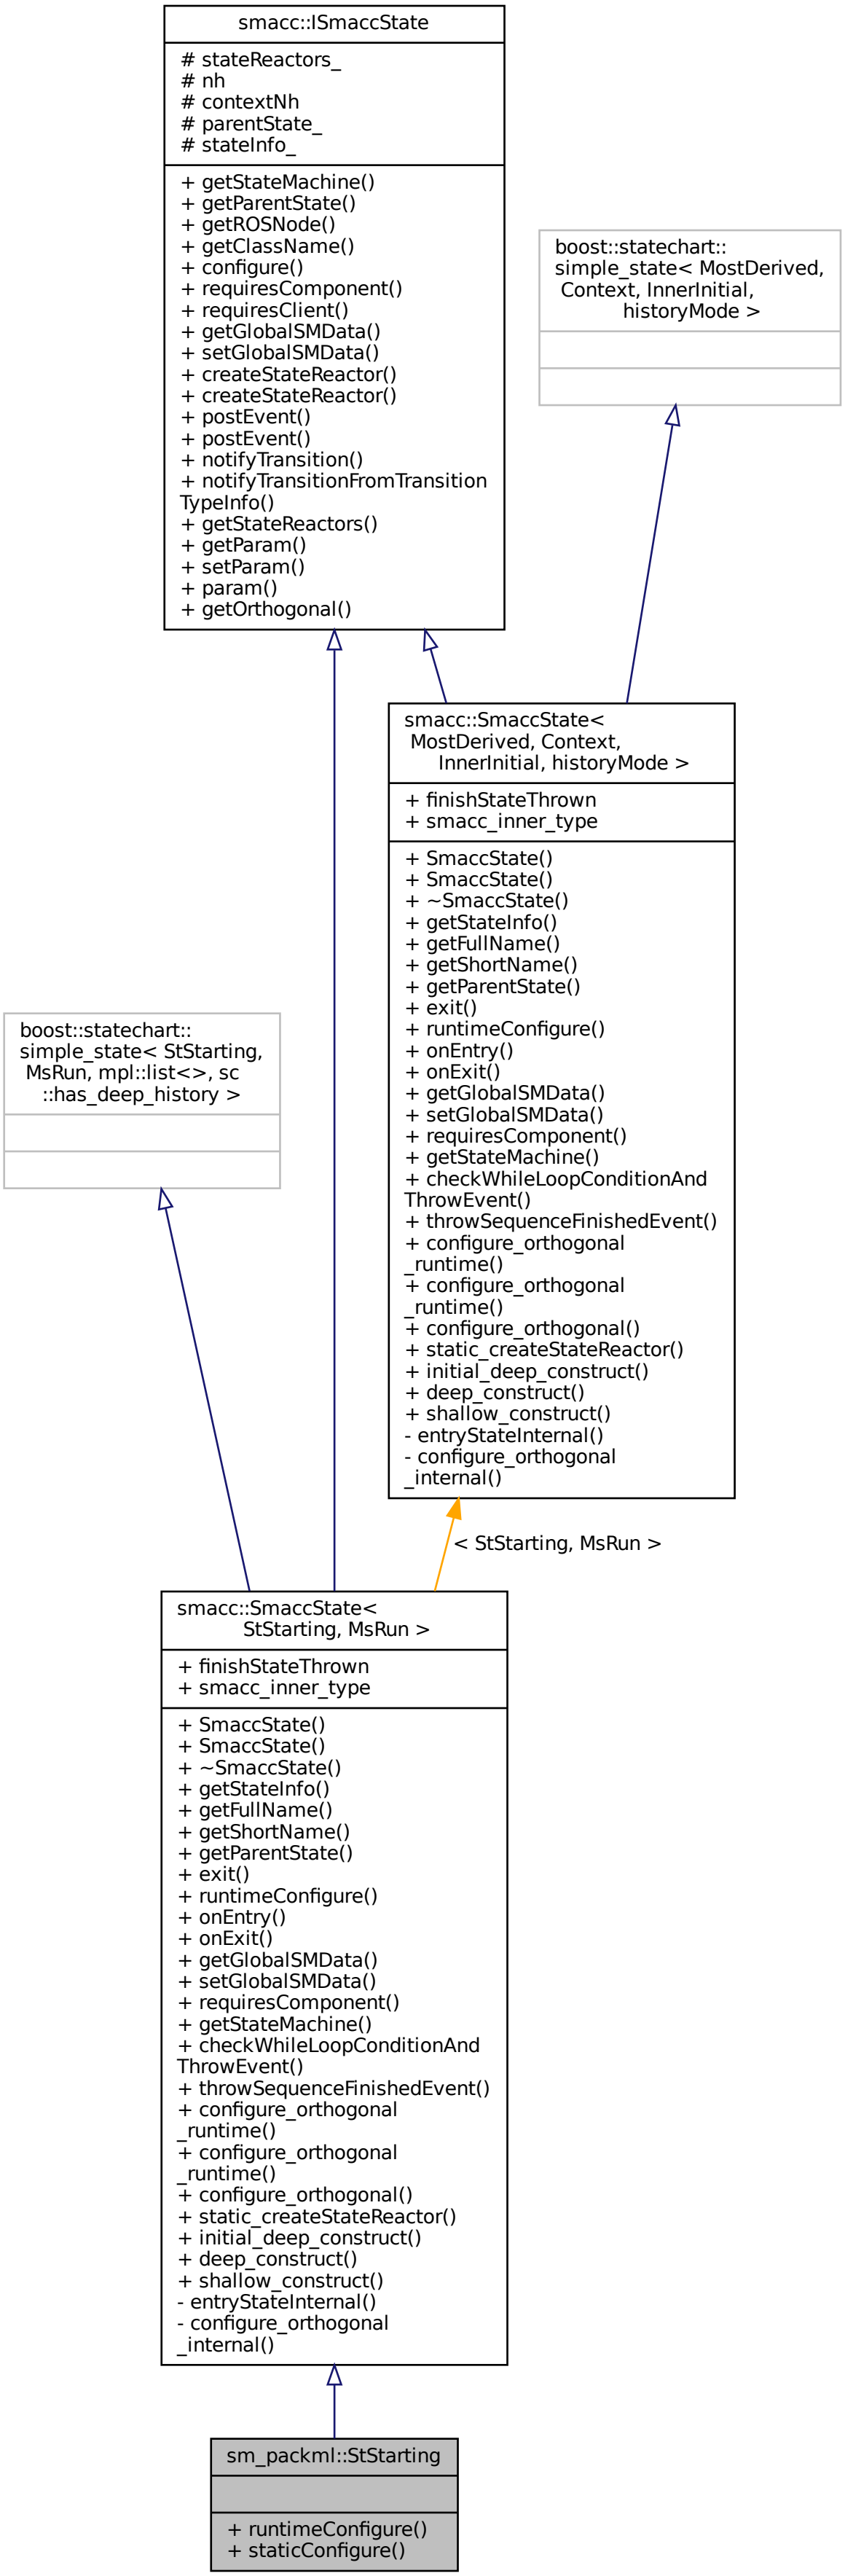 smacc::ISmaccState
# stateReactors_
# nh
# contextNh
# parentState_
# stateInfo_
+ getStateMachine()
+ getParentState()
+ getROSNode()
+ getClassName()
+ configure()
+ requiresComponent()
+ requiresClient()
+ getGlobalSMData()
+ setGlobalSMData()
+ createStateReactor()
+ createStateReactor()
+ postEvent()
+ postEvent()
+ notifyTransition()
+ notifyTransitionFromTransition
TypeInfo()
+ getStateReactors()
+ getParam()
+ setParam()
+ param()
+ getOrthogonal()
boost::statechart::
simple_state< MostDerived,
Context, InnerInitial,
historyMode >
smacc::SmaccState<
MostDerived, Context,
InnerInitial, historyMode >
+ finishStateThrown
+ smacc_inner_type
+ SmaccState()
+ SmaccState()
+ ~SmaccState()
+ getStateInfo()
+ getFullName()
+ getShortName()
+ getParentState()
+ exit()
+ runtimeConfigure()
+ onEntry()
+ onExit()
+ getGlobalSMData()
+ setGlobalSMData()
+ requiresComponent()
+ getStateMachine()
+ checkWhileLoopConditionAnd
ThrowEvent()
+ throwSequenceFinishedEvent()
+ configure_orthogonal
_runtime()
+ configure_orthogonal
_runtime()
+ configure_orthogonal()
+ static_createStateReactor()
+ initial_deep_construct()
+ deep_construct()
+ shallow_construct()
- entryStateInternal()
- configure_orthogonal
_internal()
boost::statechart::
simple_state< StStarting,
MsRun, mpl::list<>, sc
::has_deep_history >
< StStarting, MsRun >
smacc::SmaccState<
StStarting, MsRun >
+ finishStateThrown
+ smacc_inner_type
+ SmaccState()
+ SmaccState()
+ ~SmaccState()
+ getStateInfo()
+ getFullName()
+ getShortName()
+ getParentState()
+ exit()
+ runtimeConfigure()
+ onEntry()
+ onExit()
+ getGlobalSMData()
+ setGlobalSMData()
+ requiresComponent()
+ getStateMachine()
+ checkWhileLoopConditionAnd
ThrowEvent()
+ throwSequenceFinishedEvent()
+ configure_orthogonal
_runtime()
+ configure_orthogonal
_runtime()
+ configure_orthogonal()
+ static_createStateReactor()
+ initial_deep_construct()
+ deep_construct()
+ shallow_construct()
- entryStateInternal()
- configure_orthogonal
_internal()
sm_packml::StStarting
+ runtimeConfigure()
+ staticConfigure()